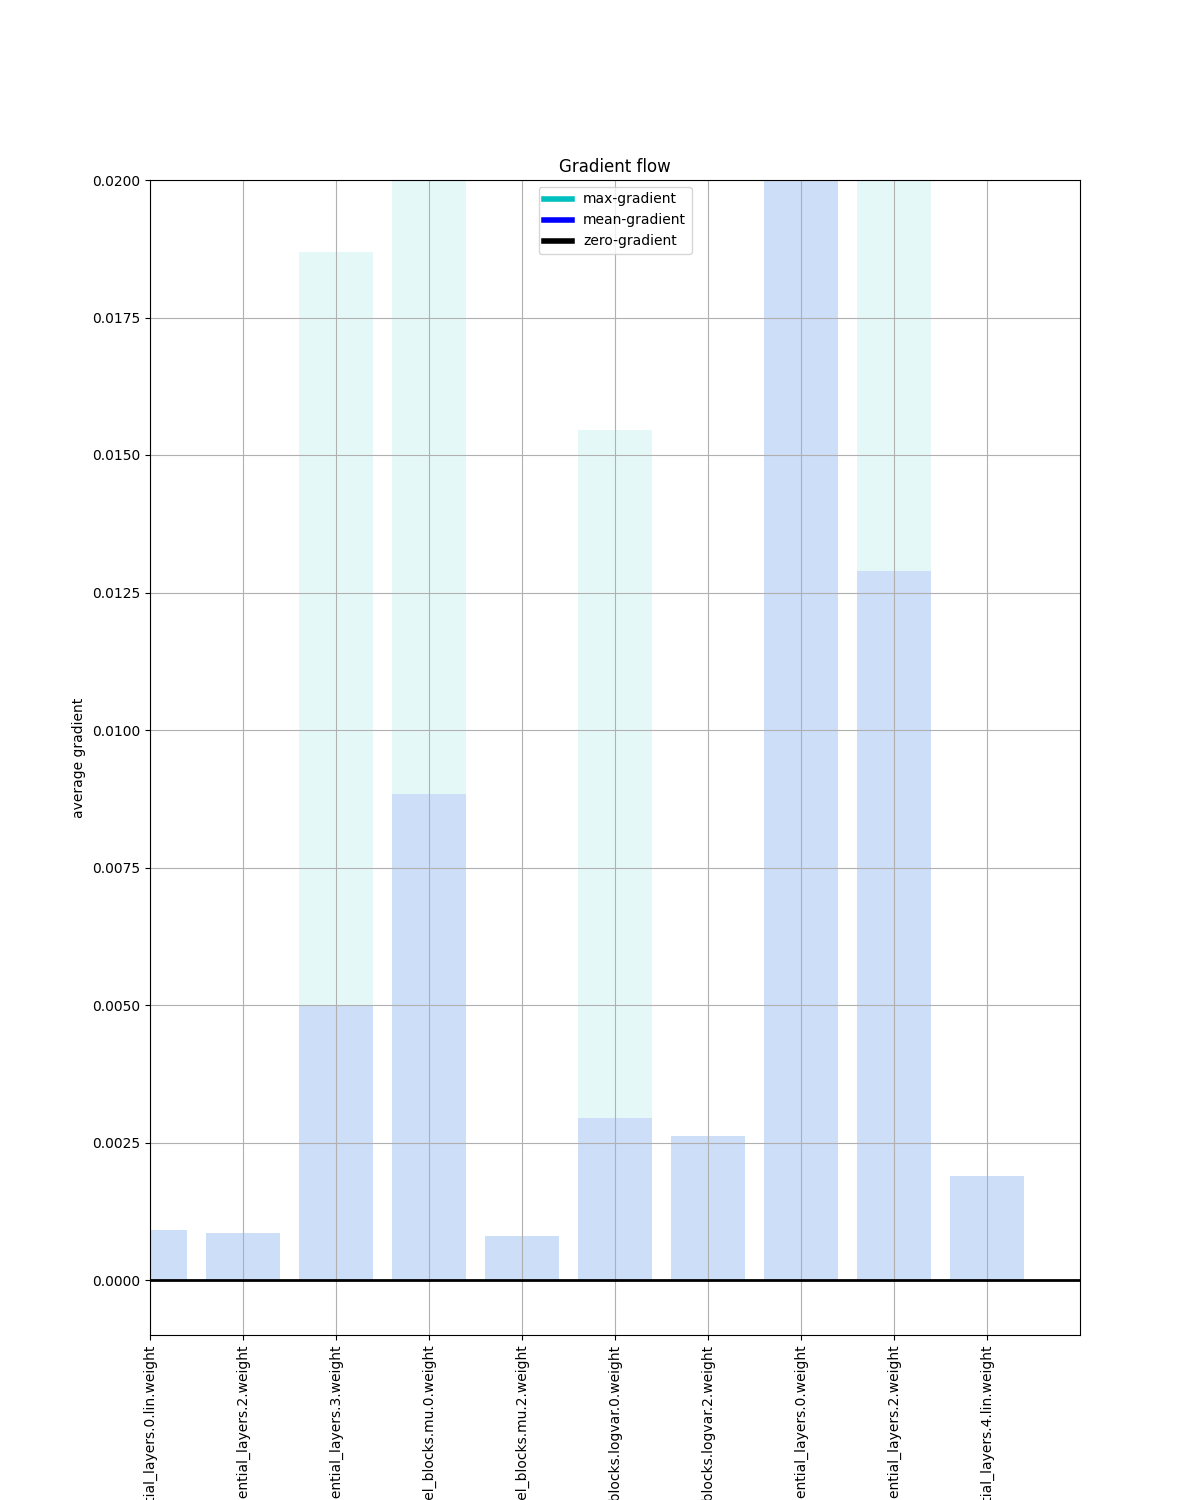 Gradient flow
max-gradient
mean-gradient
zero-gradient
0.0200
0.0175
0.0150
0.0125
0.0100
0.0075
0.0050
0.0025
0.0000
average gradient
tial_layers.0.lin.weight
ential_layers.2.weight
ential_layers.3.weight
el_blocks.mu.0.weight
el_blocks.mu.2.weight
blocks.logvar.0.weight
blocks.logvar.2.weight
ential_layers.0.weight
ential_layers.2.weight
tial_layers.4.lin.weight